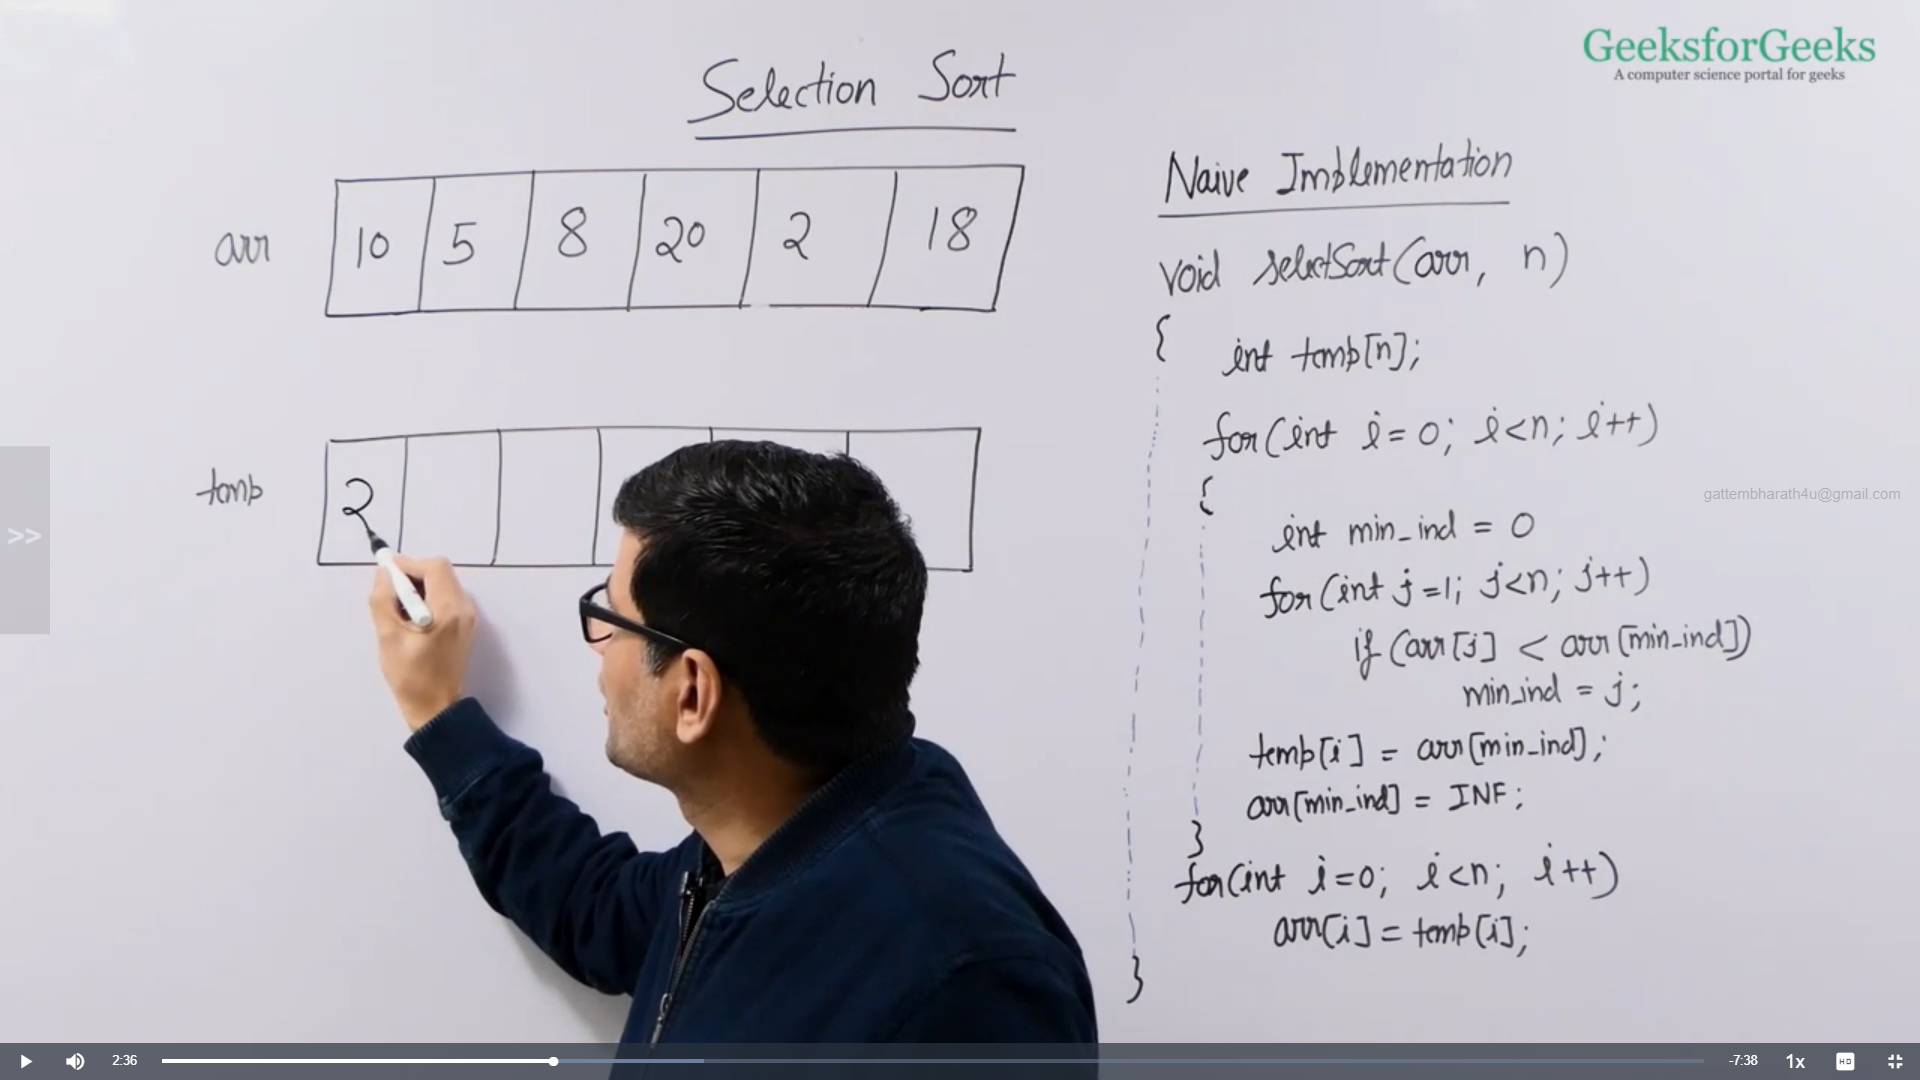 GeeksforGeeks
A computer science portal for geeks
Selection Sort
arr 10 5 8 20 2 18
temp 2
Naive Implementation
void selectSort(arr, n)
{
int temp[n];
for(int i=0; i<n; i++)
{
int min_ind = 0
for(int j=1; j<n; j++)
if (arr[j] < arr[min_ind])
min_ind = j;
temp[i] = arr[min_ind];
arr[min_ind] = INF;
}
for(int i=0; i<n; i++)
arr[i] = temp[i];
}
gattembharath4u@gmail.com
>>
2:36
-7:38
1x
HD